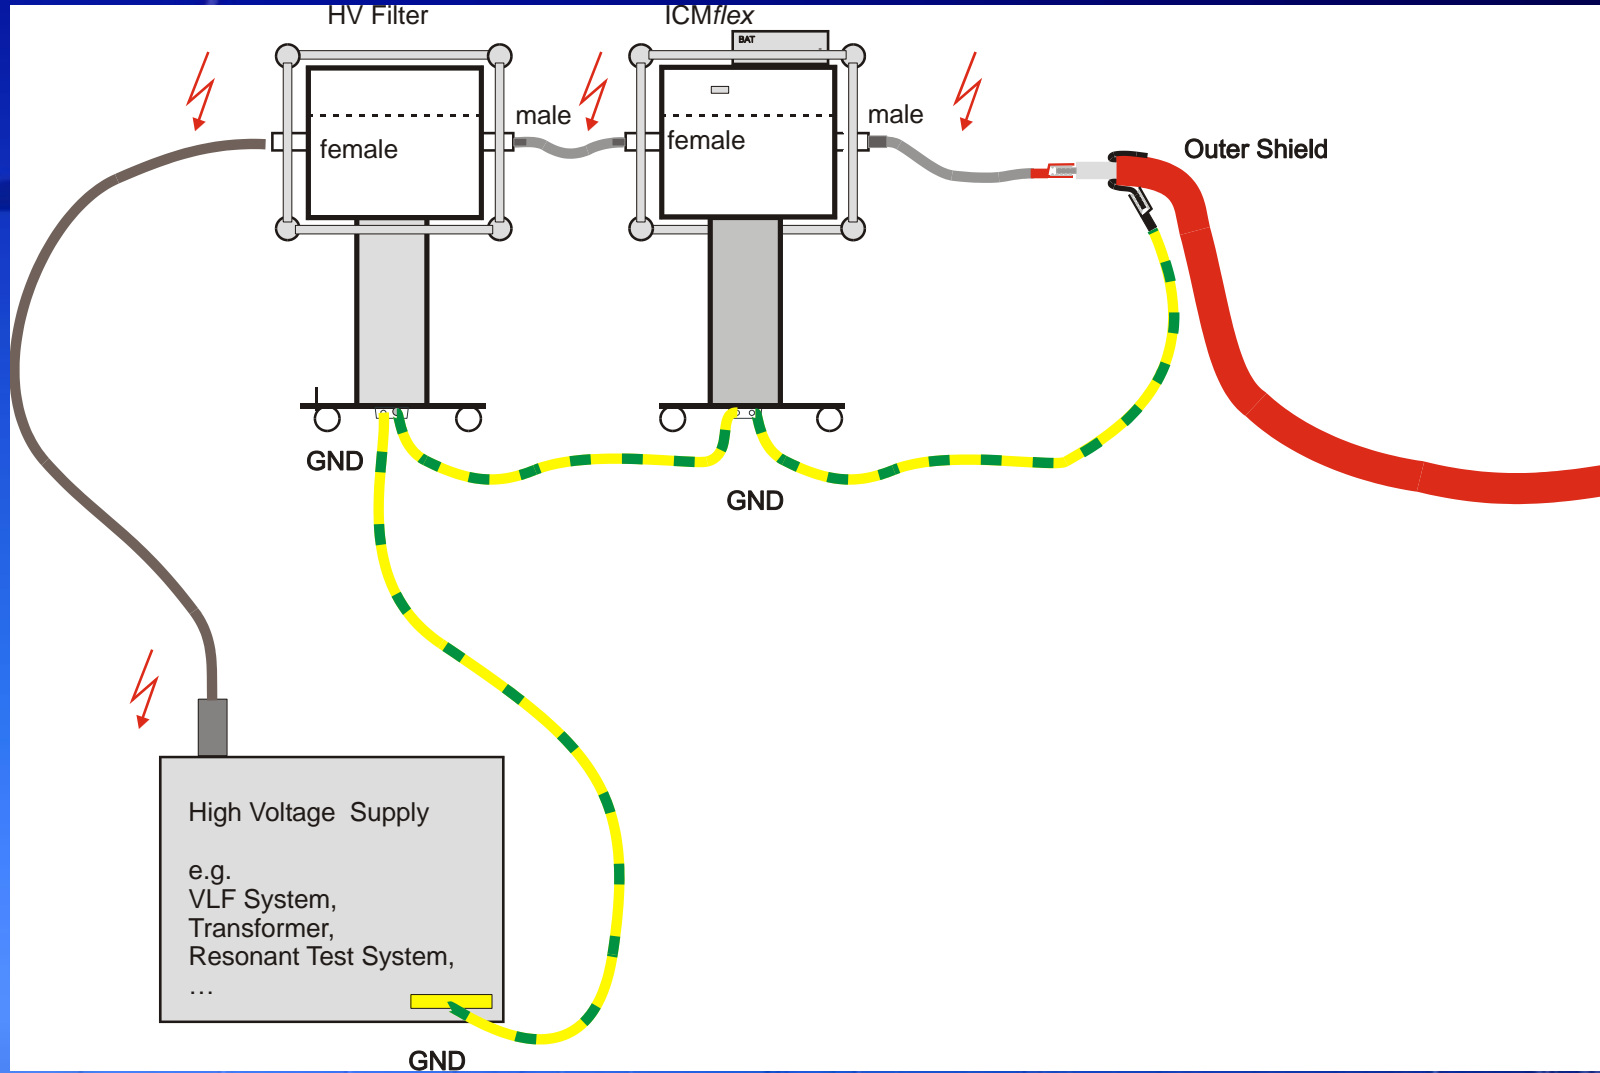 HV Filter
ICMflex
BAT
male
male
female
female
Outer Shield
GND
GND
High Voltage Supply
e.g.
VLF System,
Transformer,
Resonant Test System,
…
GND